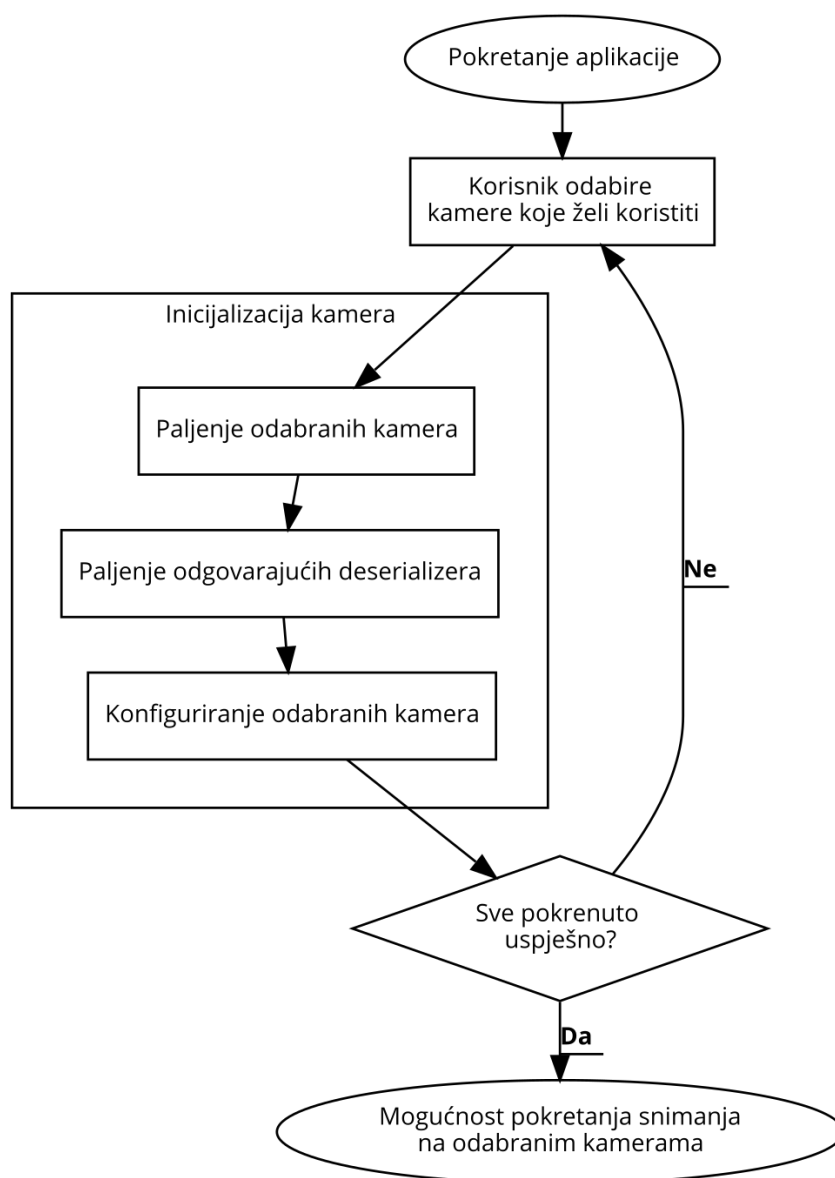 Pokretanje aplikacije
Korisnik odabire
kamere koje želi koristiti
Inicijalizacija kamera
Paljenje odabranih kamera
Paljenje odgovarajućih deserializera
Konfiguriranje odabranih kamera
Ne
Sve pokrenuto
uspješno?
Da
Mogućnost pokretanja snimanja
na odabranim kamerama